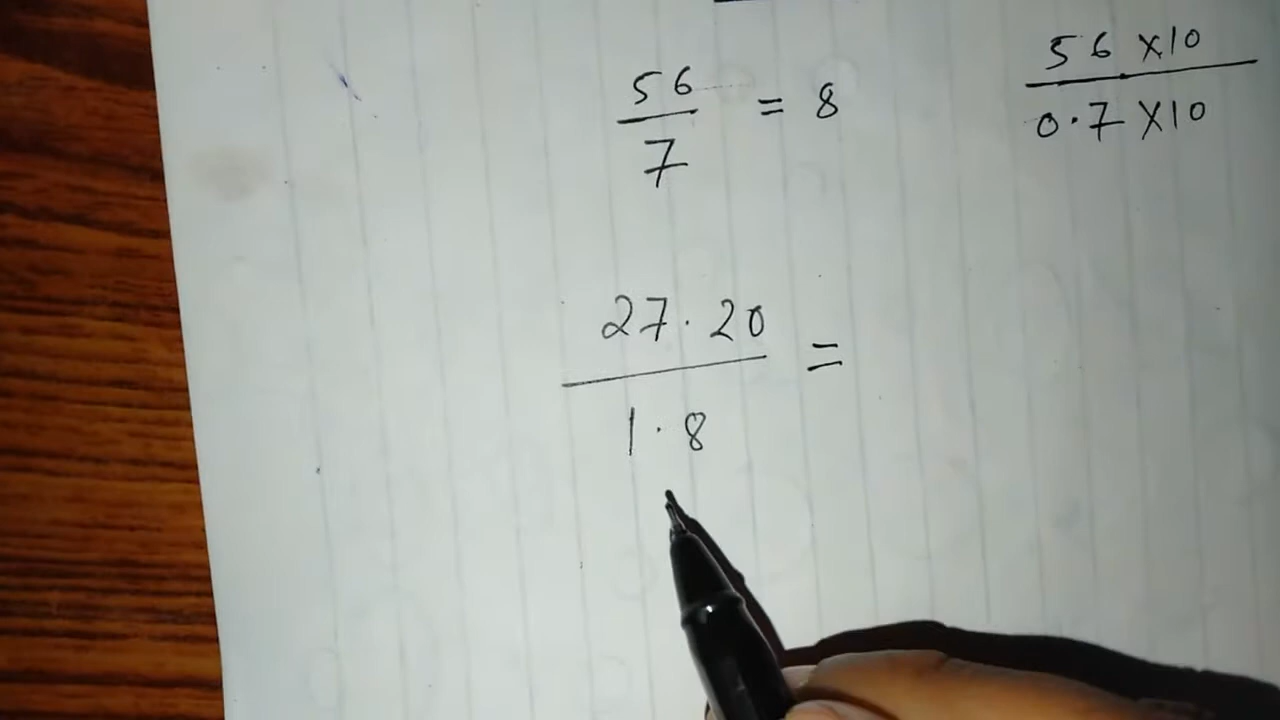 56/7 = 8
56 X10/0.7 X10
27.20/1.8 =